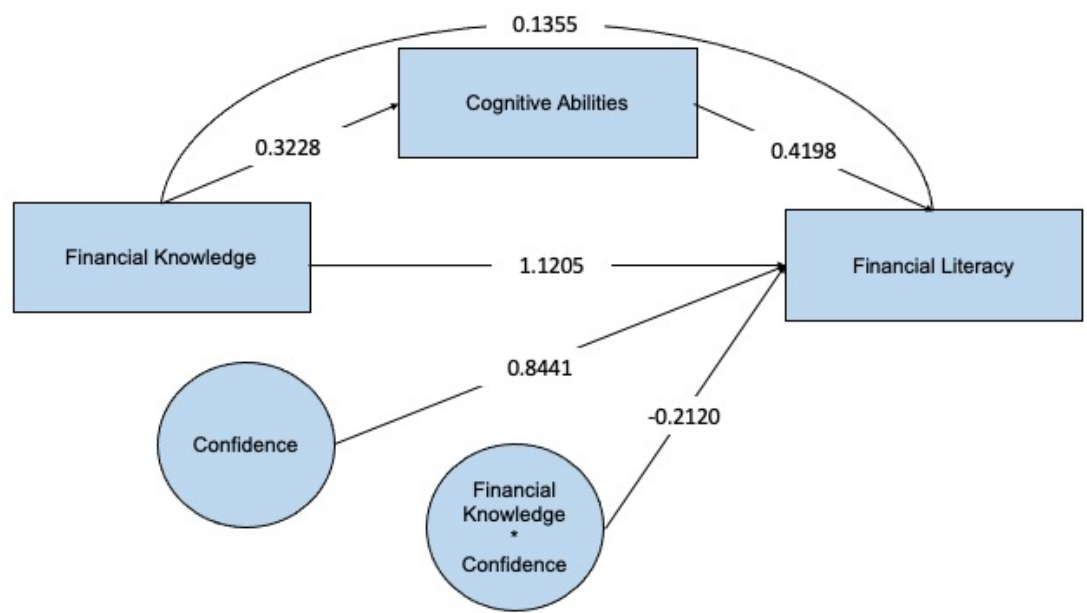 0.1355
Cognitive Abilities
0.3228
0.4198
Financial Knowledge
1.1205
Financial Literacy
0.8441
Confidence
-0.2120
Financial
Knowledge
*
Confidence